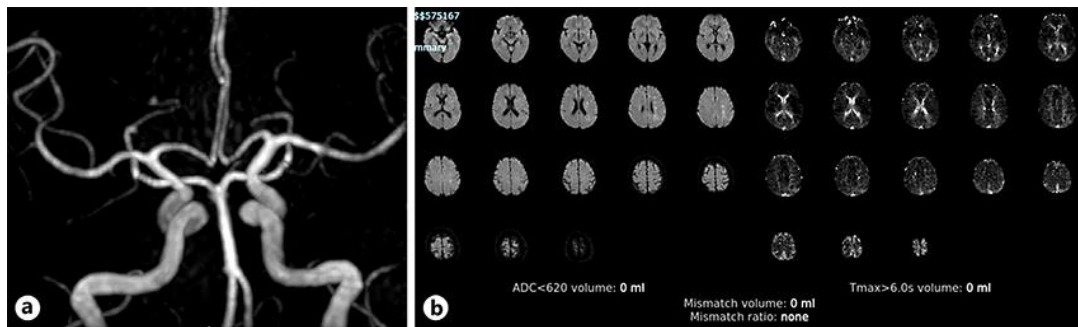 a
b
$$575167
mmary
ADC<620 volume: 0 ml
Tmax>6.0s volume: 0 ml
Mismatch volume: 0 ml
Mismatch ratio: none